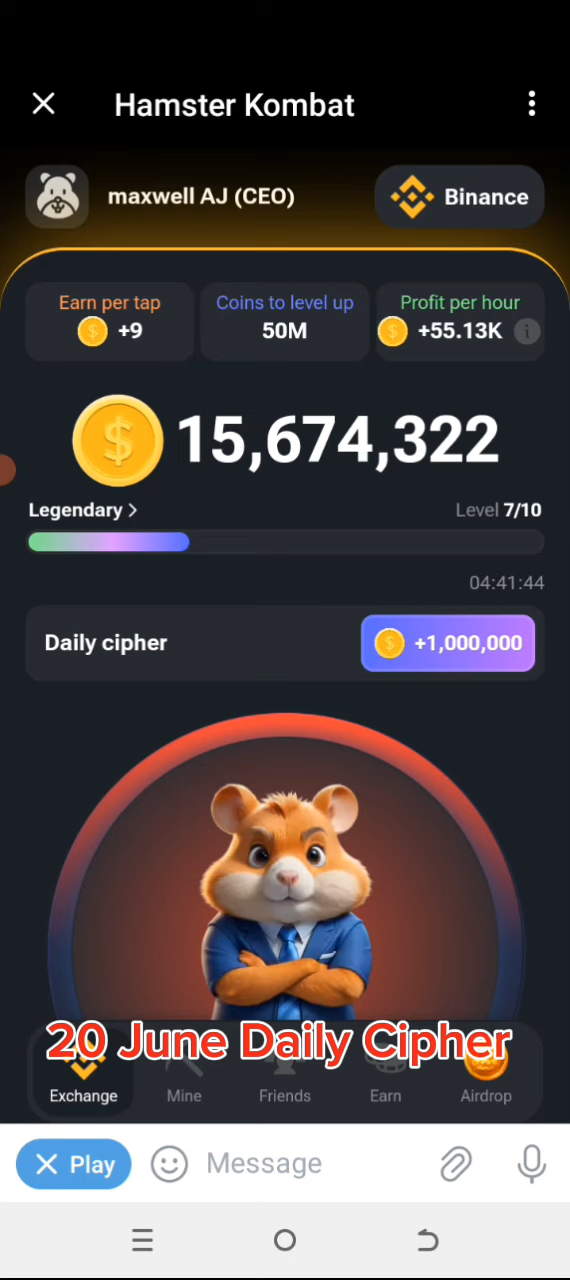 Hamster Kombat
maxwell AJ (CEO)
Binance
Earn per tap
+9
Coins to level up
50M
Profit per hour
+55.13K
15,674,322
Legendary >
Level 7/10
04:41:44
Daily cipher
+1,000,000
20 June Daily Cipher
Exchange
Mine
Friends
Earn
Airdrop
Play
Message